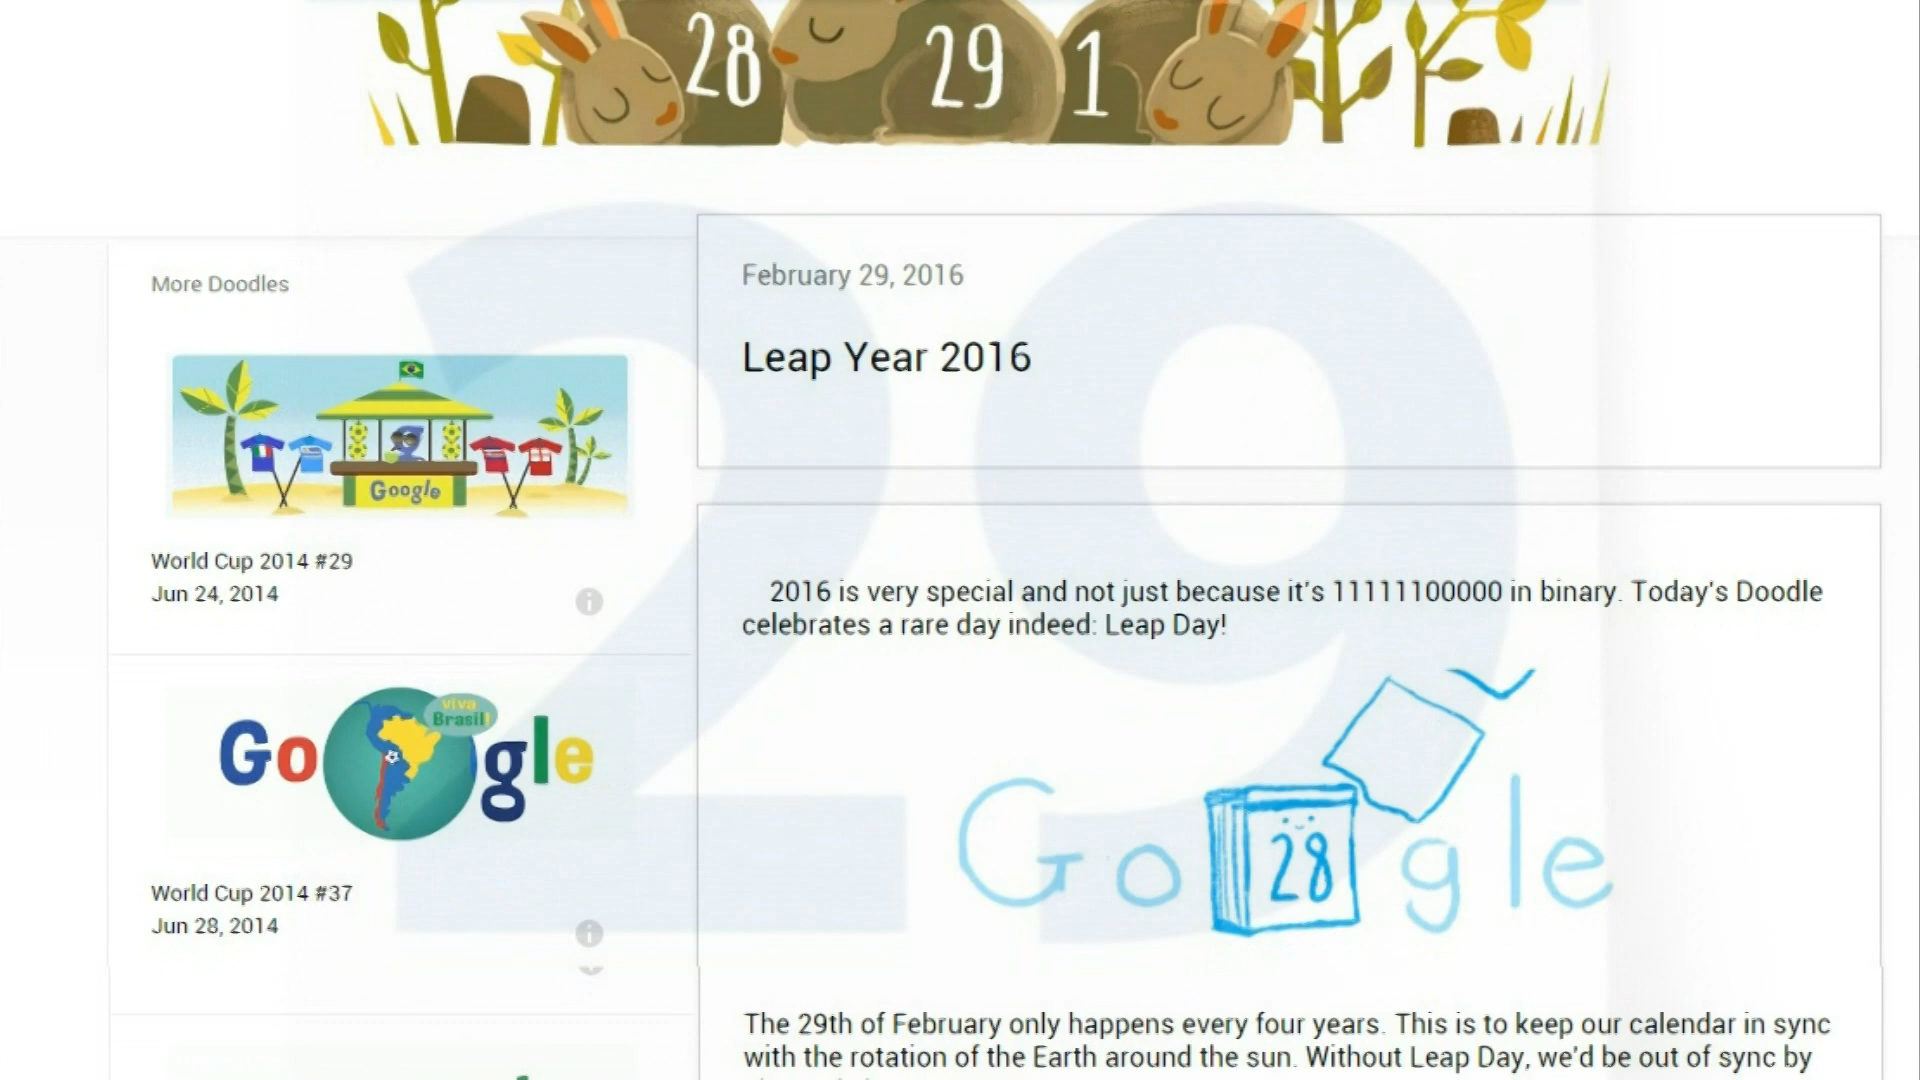 28 29 1
29
More Doodles
Google
World Cup 2014 #29
Jun 24, 2014
viva
Brasil!
Google
World Cup 2014 #37
Jun 28, 2014
February 29, 2016
Leap Year 2016
2016 is very special and not just because it's 11111100000 in binary. Today's Doodle
celebrates a rare day indeed: Leap Day!
Go 28 gle
The 29th of February only happens every four years. This is to keep our calendar in sync
with the rotation of the Earth around the sun. Without Leap Day, we'd be out of sync by